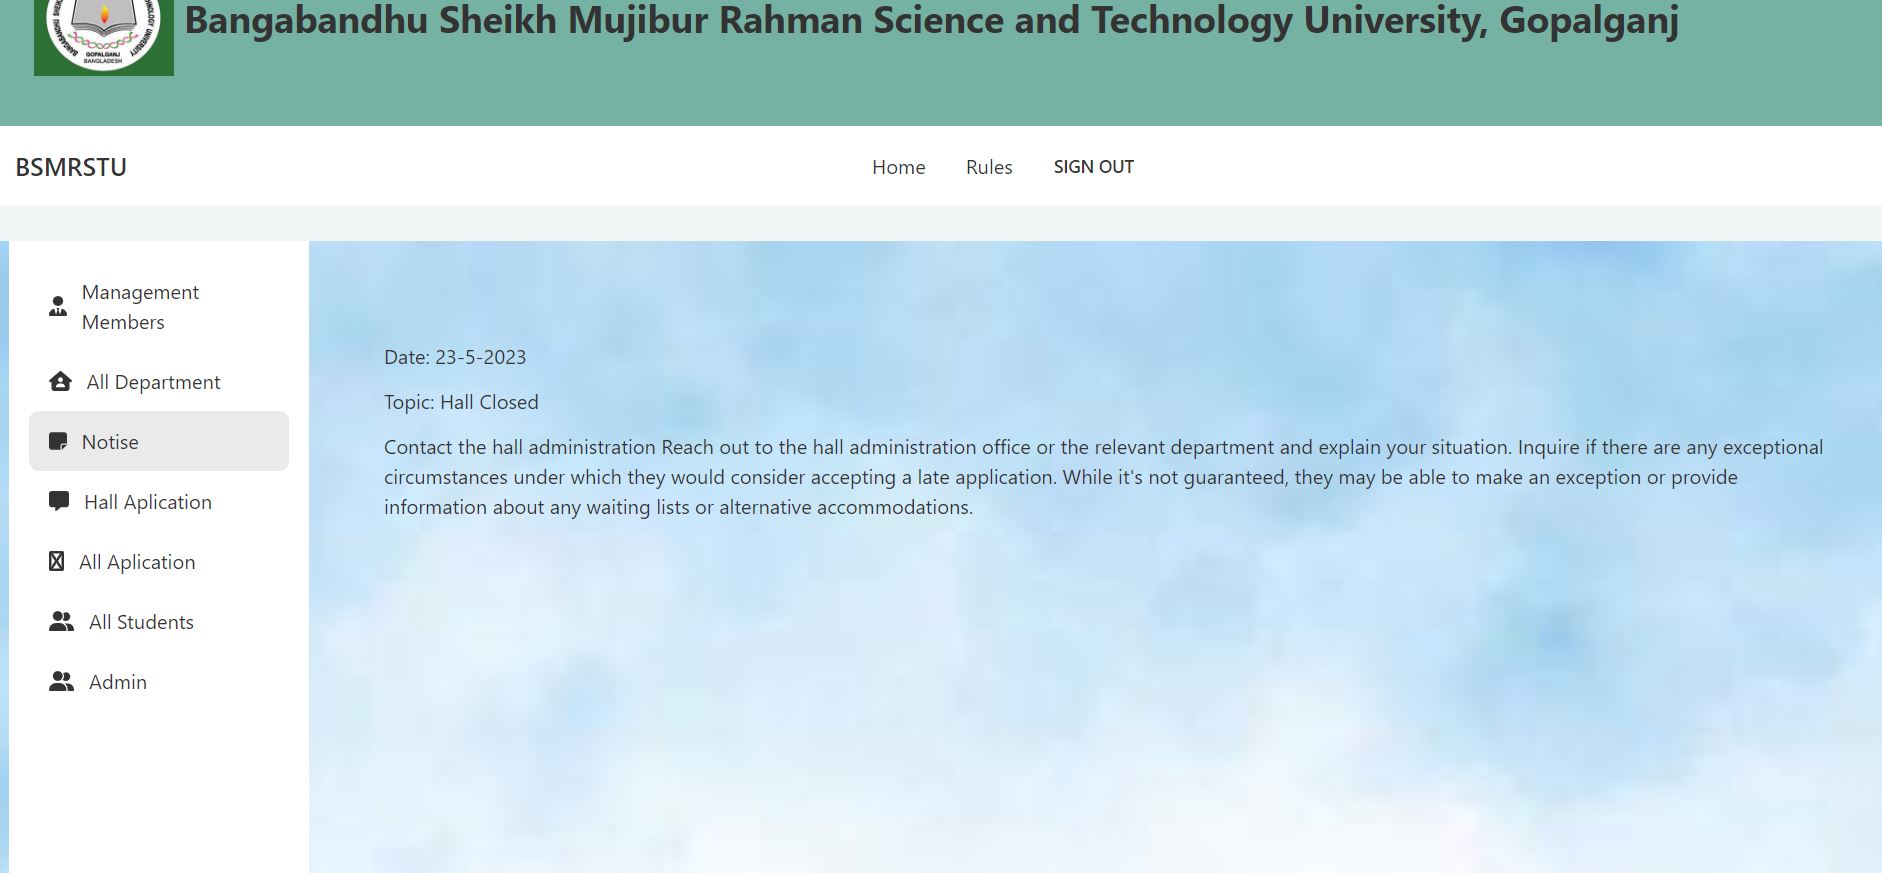 Bangabandhu Sheikh Mujibur Rahman Science and Technology University, Gopalganj
GOPALGANJ
BANGLADESH
BSMRSTU
Home
Rules
SIGN OUT
Management
Members
All Department
Notise
Hall Aplication
All Aplication
All Students
Admin
Date: 23-5-2023
Topic: Hall Closed
Contact the hall administration Reach out to the hall administration office or the relevant department and explain your situation. Inquire if there are any exceptional
circumstances under which they would consider accepting a late application. While it's not guaranteed, they may be able to make an exception or provide
information about any waiting lists or alternative accommodations.